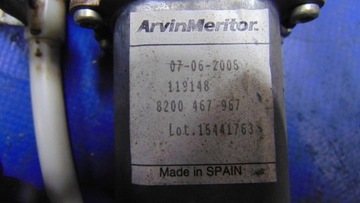 ArvinMeritor
07-06-2005
119148
8200 467 967
Lot.15441763
Made in SPAIN